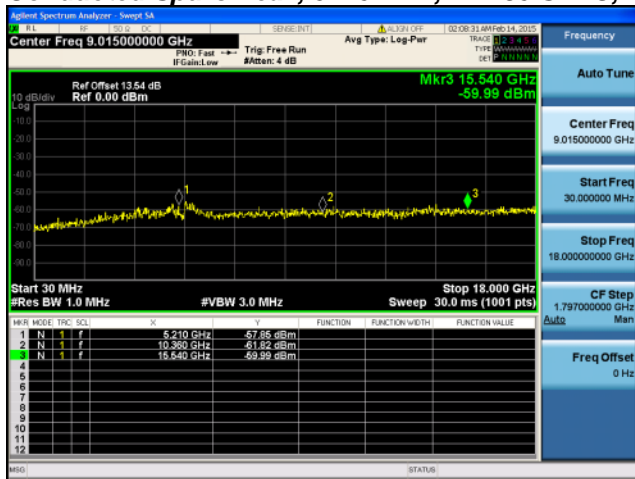 Agilent Spectrum Analyzer - Swept SA
RL RF 50 Ω DC SENSE:INT ALIGN OFF 02:08:31 AM Feb 14, 2015
Center Freq 9.015000000 GHz
PNO: Fast
IFGain:Low
Trig: Free Run
#Atten: 4 dB
Avg Type: Log-Pwr
TRACE 1 2 3 4 5 6
TYPE
DET P N N N N N
Ref Offset 13.54 dB
Ref 0.00 dBm
10 dB/div
Log
Mkr3 15.540 GHz
-59.99 dBm
-10.0
-20.0
-30.0
-40.0
-50.0
-60.0
-70.0
-80.0
-90.0
1
2
3
Start 30 MHz
Stop 18.000 GHz
#Res BW 1.0 MHz #VBW 3.0 MHz Sweep 30.0 ms (1001 pts)
MKR MODE TRC SCL X Y FUNCTION FUNCTION WIDTH FUNCTION VALUE
1 N 1 f 5.210 GHz -57.85 dBm
2 N 1 f 10.360 GHz -61.82 dBm
3 N 1 f 15.540 GHz -59.99 dBm
4
5
6
7
8
9
10
11
12
MSG STATUS
Frequency
Auto Tune
Center Freq
9.015000000 GHz
Start Freq
30.000000 MHz
Stop Freq
18.000000000 GHz
CF Step
1.797000000 GHz
Auto Man
Freq Offset
0 Hz